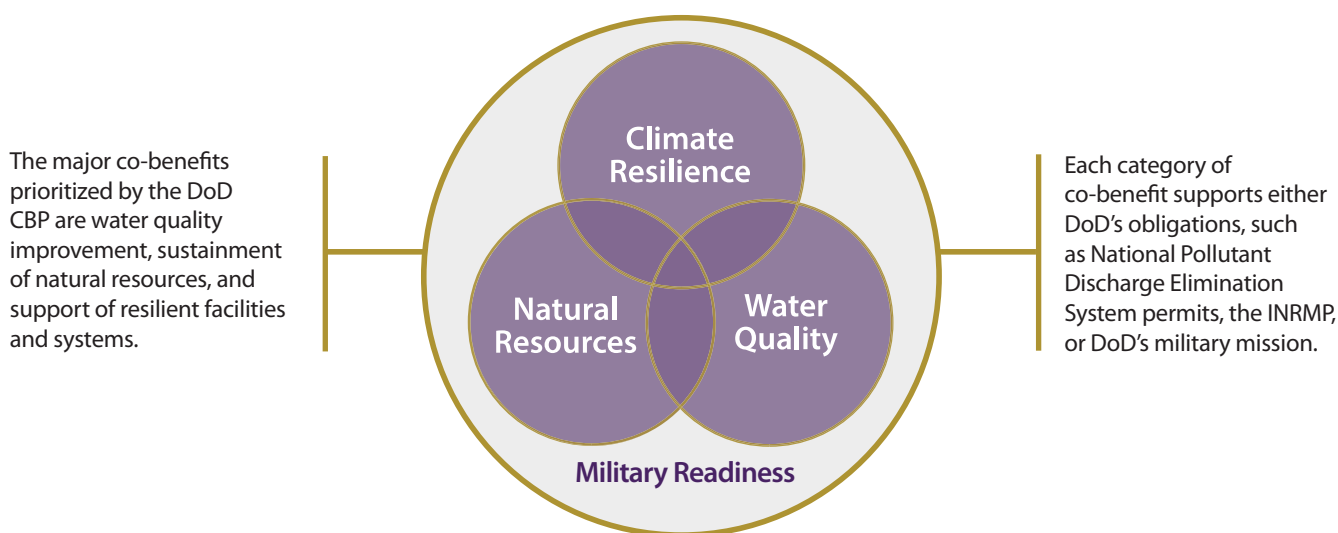 The major co-benefits
prioritized by the DoD
CBP are water quality
improvement, sustainment
of natural resources, and
support of resilient facilities
and systems.
Climate
Resilience
Natural
Resources
Water
Quality
Military Readiness
Each category of
co-benefit supports either
DoD’s obligations, such
as National Pollutant
Discharge Elimination
System permits, the INRMP,
or DoD’s military mission.